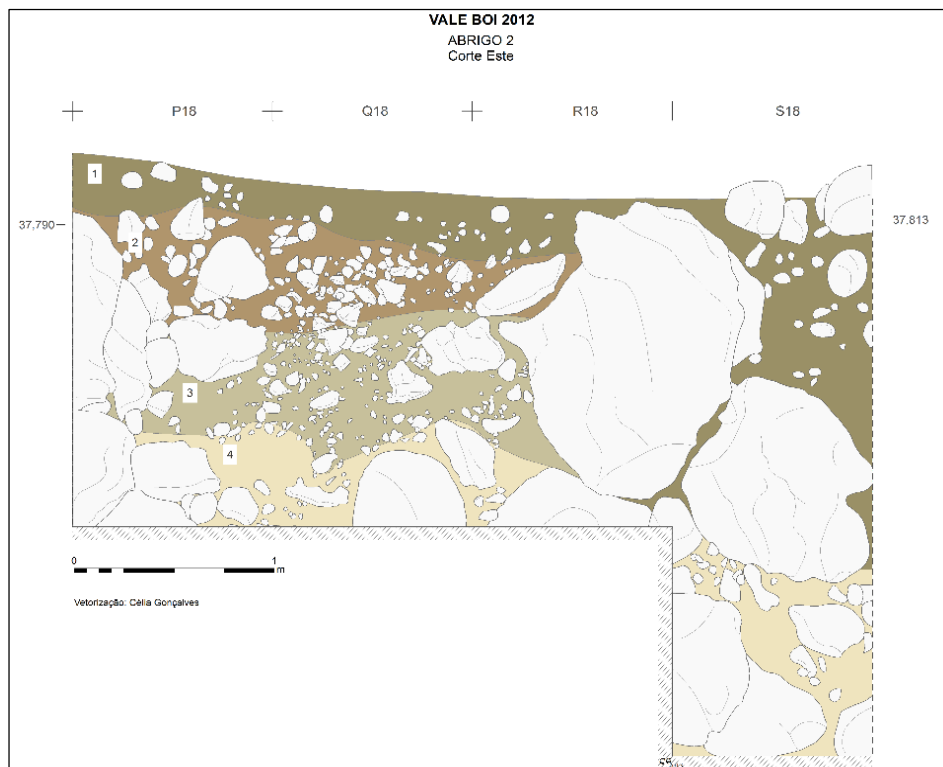 VALE BOI 2012
ABRIGO 2
Corte Este
P18 Q18 R18 S18
1
37,790
2
37.813
3
4
0 1
m
Vetorização: Célia Gonçalves